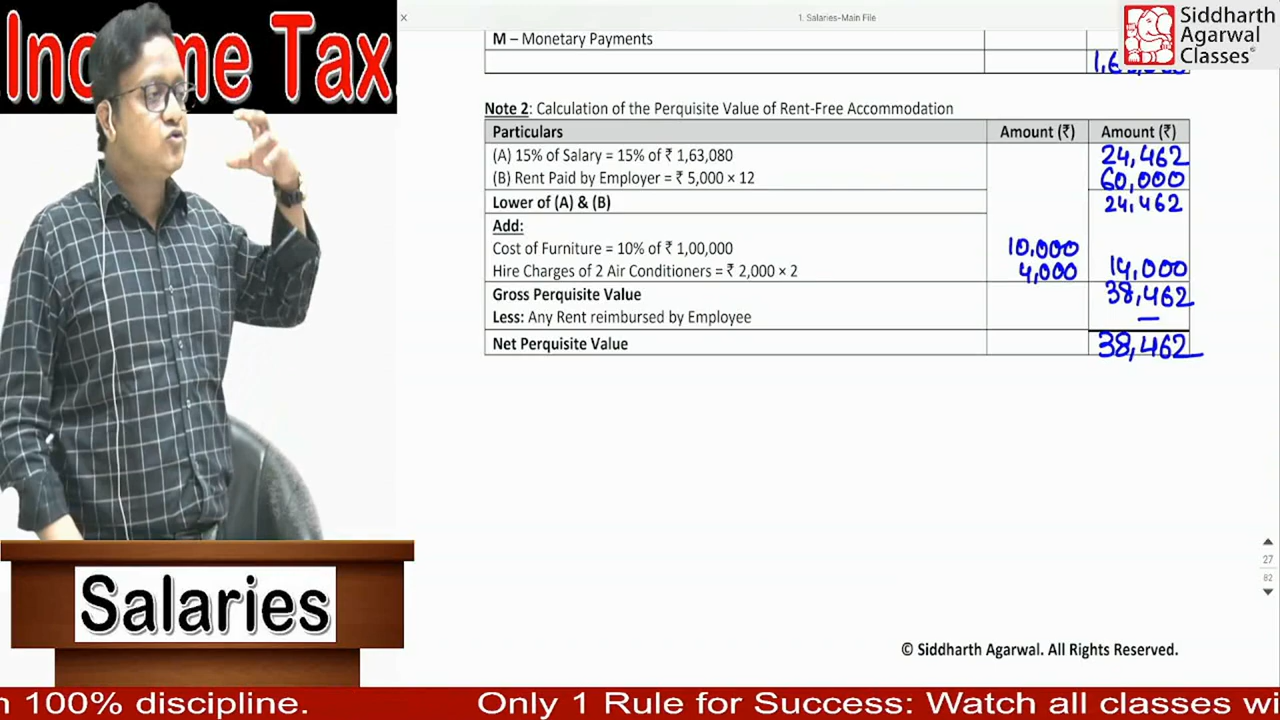 Income Tax
Salaries
×
1. Salaries-Main File
Siddharth
Agarwal
Classes
M – Monetary Payments
Note 2: Calculation of the Perquisite Value of Rent-Free Accommodation
Particulars Amount (₹) Amount (₹)
(A) 15% of Salary = 15% of ₹ 1,63,080 24,462
(B) Rent Paid by Employer = ₹ 5,000 × 12 60,000
Lower of (A) & (B) 24,462
Add:
Cost of Furniture = 10% of ₹ 1,00,000 10,000
Hire Charges of 2 Air Conditioners = ₹ 2,000 × 2 4,000 14,000
Gross Perquisite Value 38,462
Less: Any Rent reimbursed by Employee —
Net Perquisite Value 38,462
27
82
© Siddharth Agarwal. All Rights Reserved.
100% discipline. Only 1 Rule for Success: Watch all classes wi